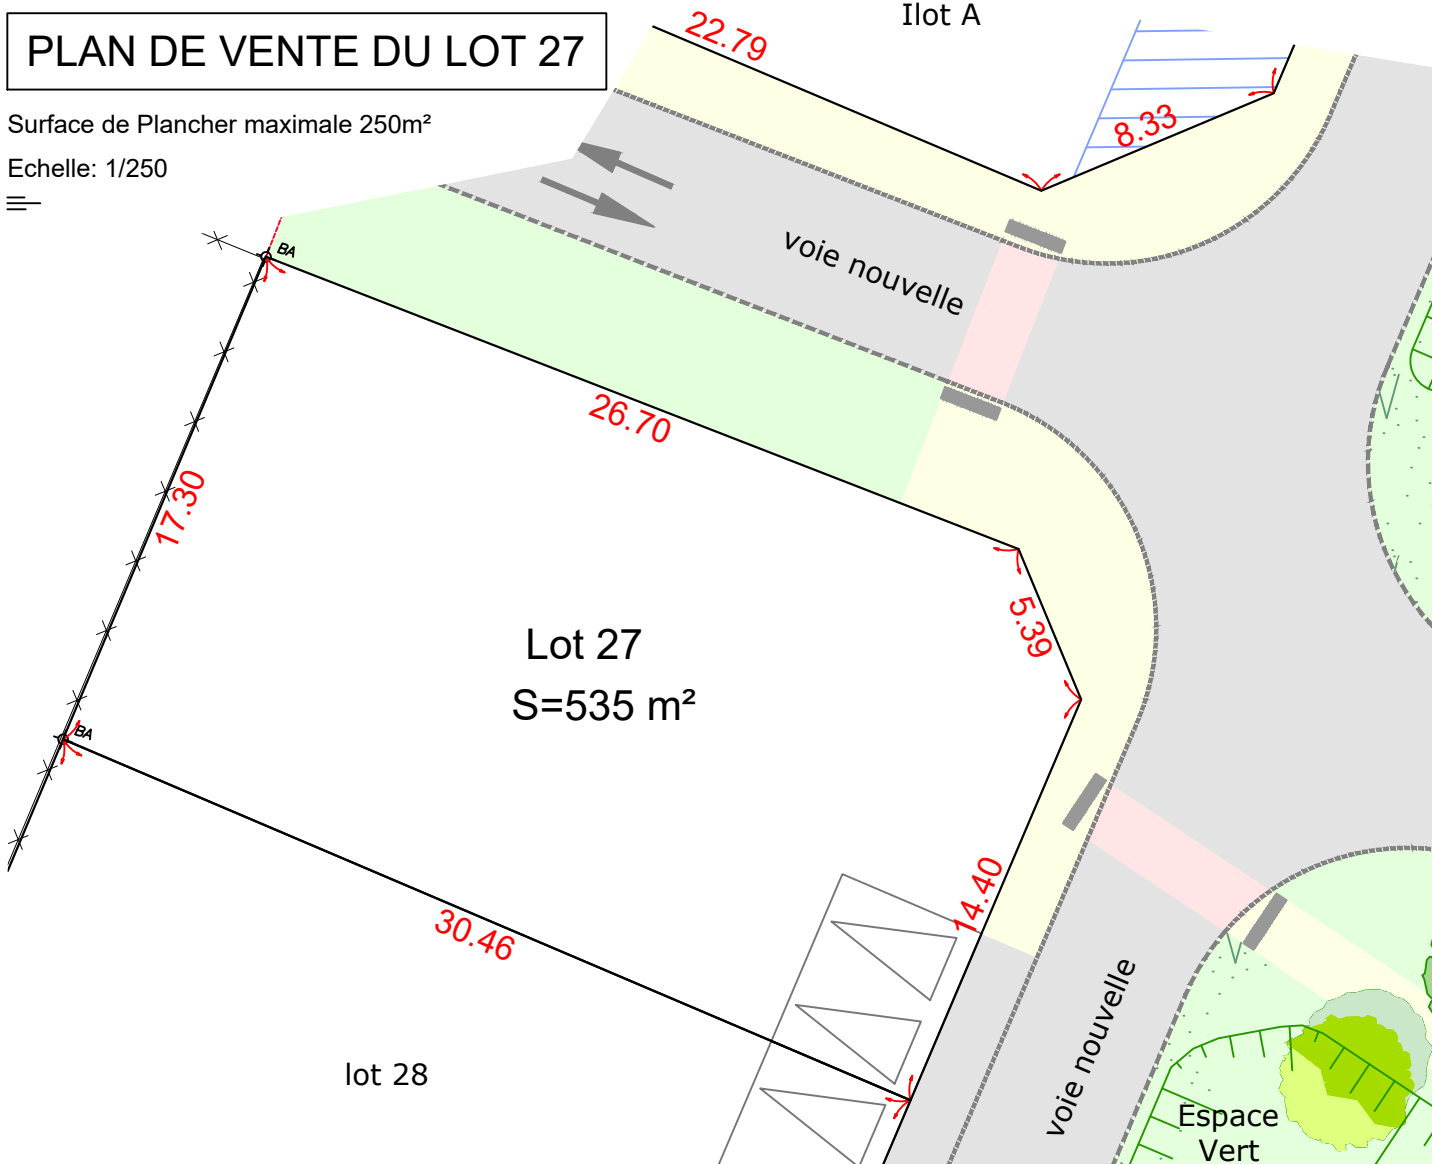 PLAN DE VENTE DU LOT 27
Surface de Plancher maximale 250m²
Echelle: 1/250
Ilot A
22.79
8.33
voie nouvelle
BA
26.70
17.30
5.39
Lot 27
S=535 m²
BA
14.40
30.46
voie nouvelle
lot 28
Espace
Vert